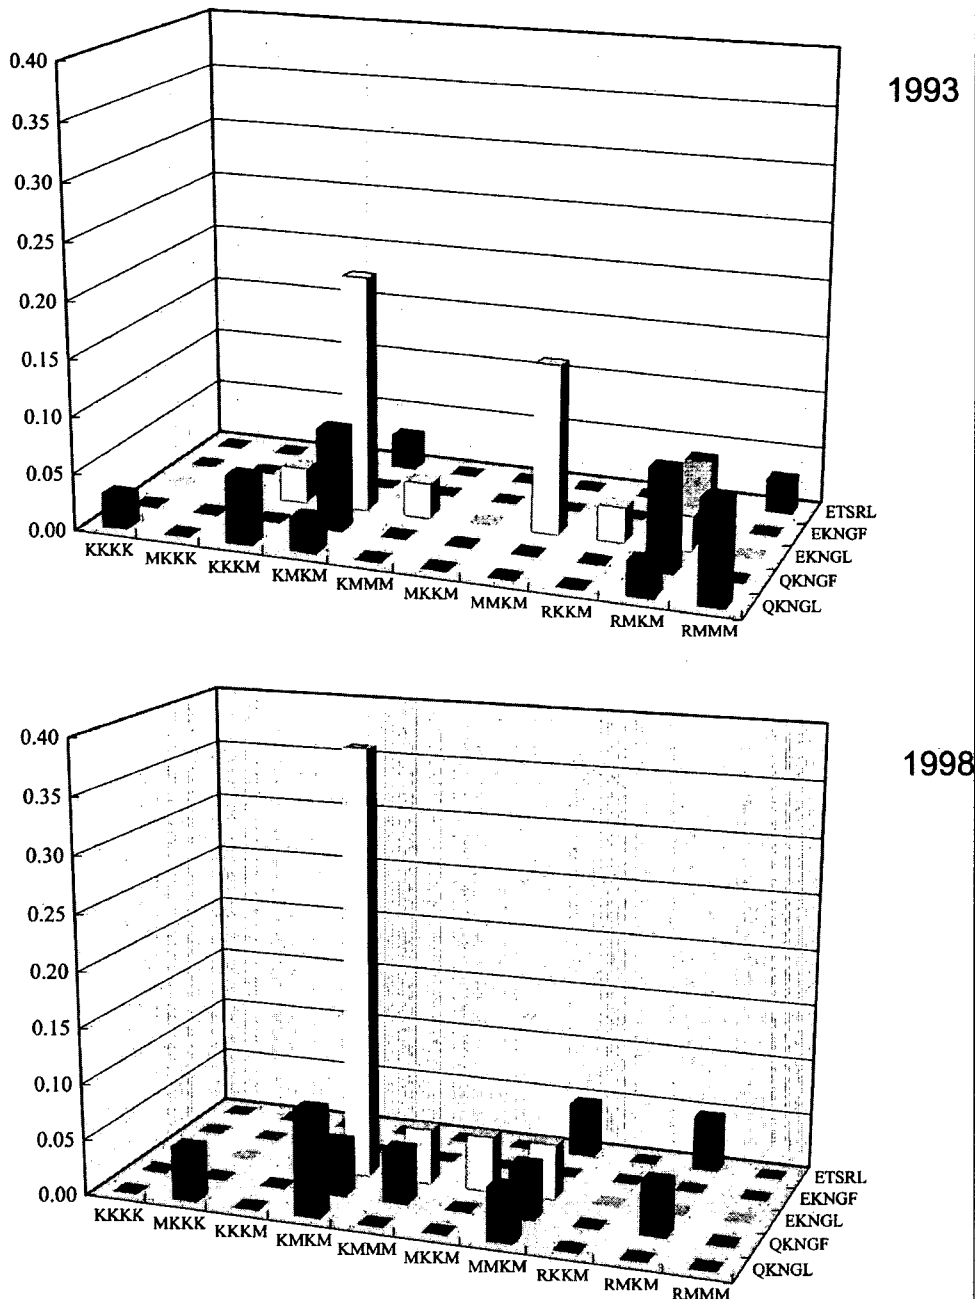 1993
0.40
0.35
0.30
0.25
0.20
0.15
0.10
0.05
0.00
KKKK
MKKK
KKKM
KMKM
KMMM
MKKM
MMKM
RKKM
RMKM
RMMM
ETSRL
EKNGF
EKNGL
QKNGF
QKNGL
1998
0.40
0.35
0.30
0.25
0.20
0.15
0.10
0.05
0.00
KKKK
MKKK
KKKM
KMKM
KMMM
MKKM
MMKM
RKKM
RMKM
RMMM
ETSRL
EKNGF
EKNGL
QKNGF
QKNGL